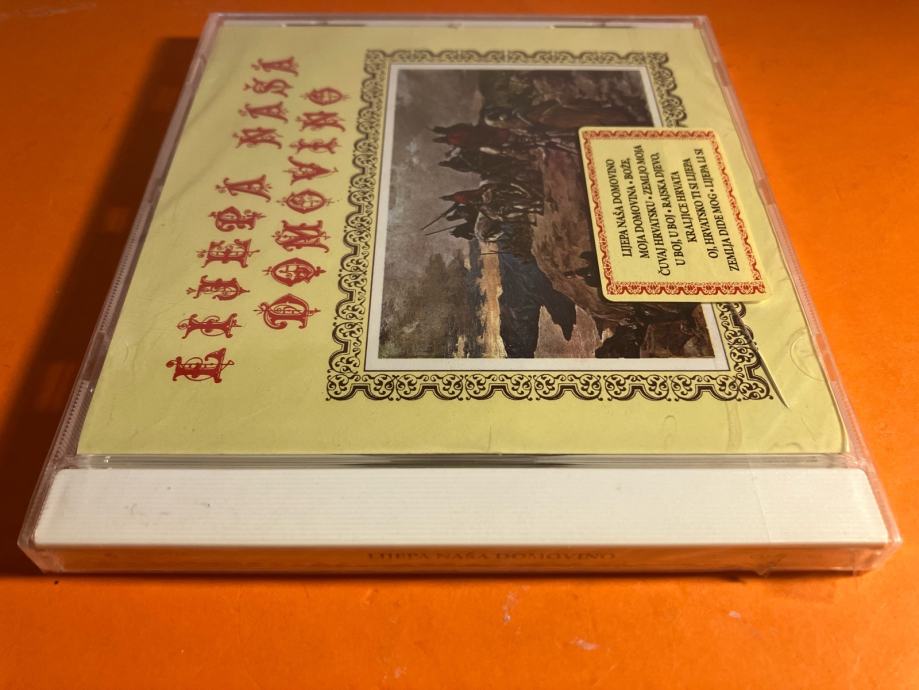 LIJEPA NAŠA
DOMOVINO
LIJEPA NAŠA DOMOVINO
MOJA DOMOVINA • BOŽE,
ČUVAJ HRVATSKU • ZEMLJO MOJA
U BOJ, U BOJ • RAJSKA DJEVO,
KRALJICE HRVATA
OJ, HRVATSKO TI SI LIJEPA
ZEMLJA DIDE MOG • LIJEPA LI SI
LIJEPA NAŠA DOMOVINO